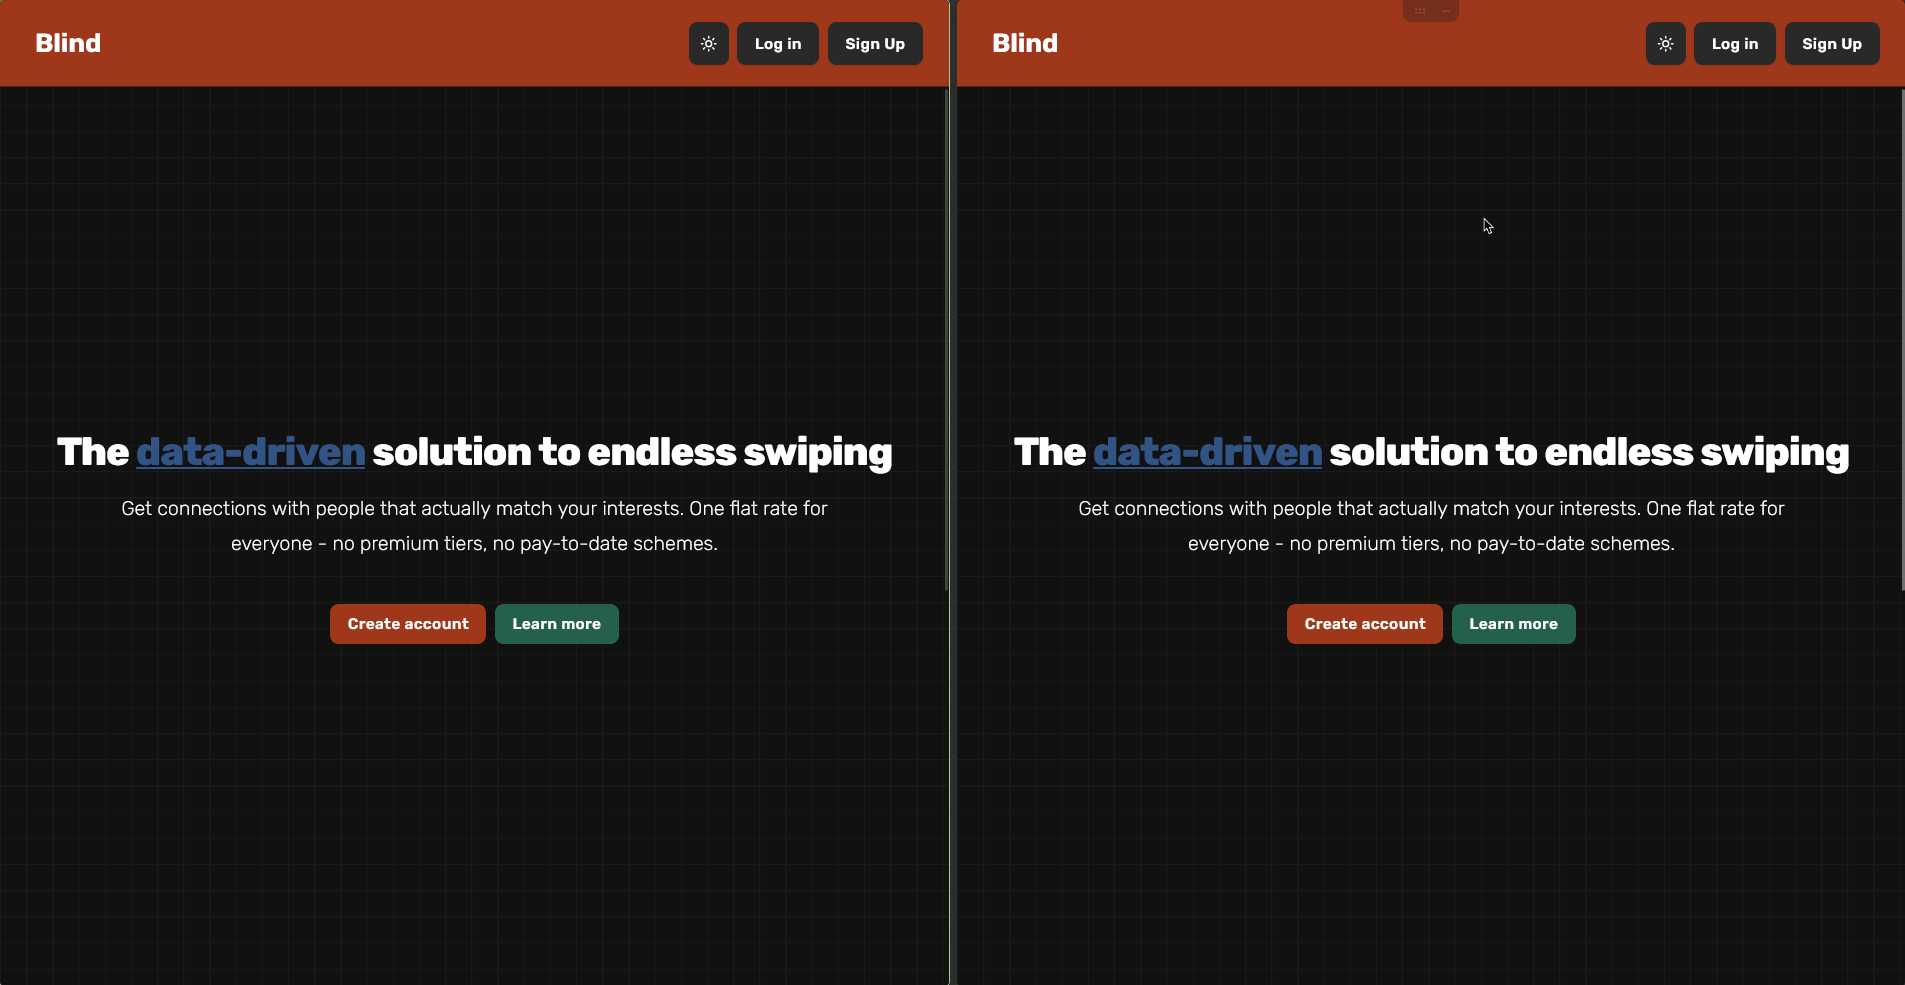 Blind
Log in
Sign Up
The data-driven solution to endless swiping
Get connections with people that actually match your interests. One flat rate for
everyone - no premium tiers, no pay-to-date schemes.
Create account
Learn more
Blind
Log in
Sign Up
The data-driven solution to endless swiping
Get connections with people that actually match your interests. One flat rate for
everyone - no premium tiers, no pay-to-date schemes.
Create account
Learn more